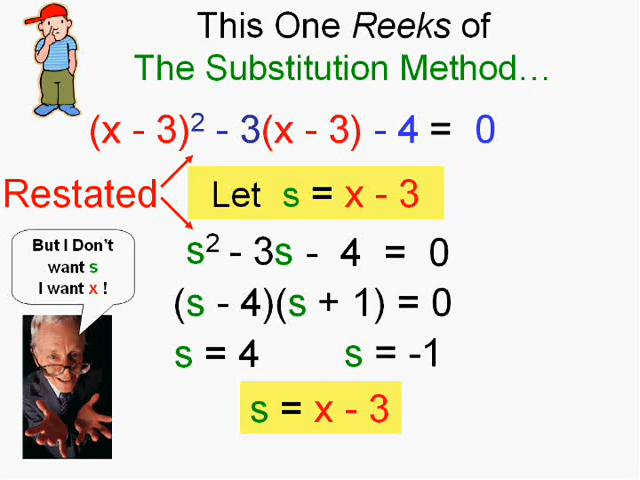 This One Reeks of
The Substitution Method...
(x - 3)² - 3(x - 3) - 4 = 0
Restated
Let s = x - 3
But I Don't
want s
I want x !
s² - 3s - 4 = 0
(s - 4)(s + 1) = 0
s = 4 s = -1
s = x - 3